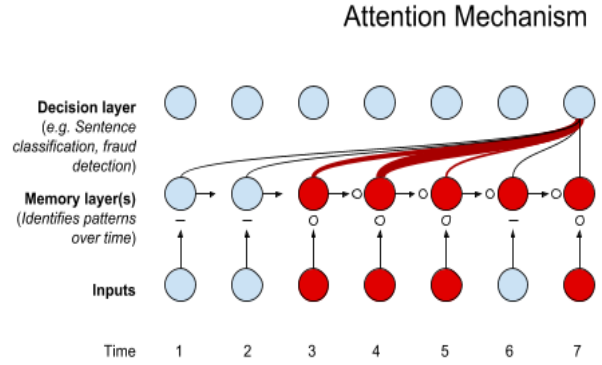 Attention Mechanism
Decision layer
(e.g. Sentence
classification, fraud
detection)
Memory layer(s)
(Identifies patterns
over time)
Inputs
Time 1 2 3 4 5 6 7